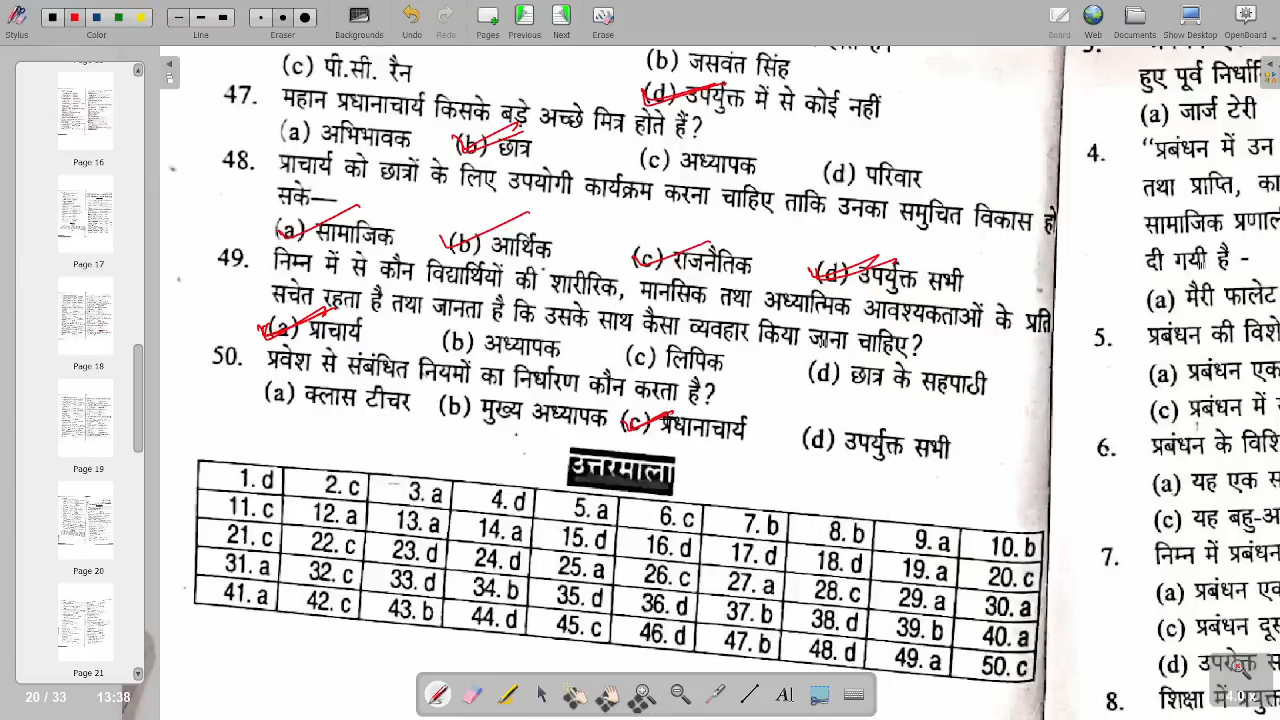 Stylus
Color
Line
Eraser
Backgrounds
Undo
Redo
Pages
Previous
Next
Erase
Board
Web
Documents
Show Desktop
OpenBoard
Page 16
Page 17
Page 18
Page 19
Page 20
Page 21
20 / 33 13:38
(c) पी.सी. रैन (b) जसवंत सिंह
(d) उपर्युक्त में से कोई नहीं
47. महान प्रधानाचार्य किसके बड़े अच्छे मित्र होते हैं?
(a) अभिभावक (b) छात्र (c) अध्यापक (d) परिवार
48. प्राचार्य को छात्रों के लिए उपयोगी कार्यक्रम करना चाहिए ताकि उनका समुचित विकास हो
सके—
(a) सामाजिक (b) आर्थिक (c) राजनैतिक (d) उपर्युक्त सभी
49. निम्न में से कौन विद्यार्थियों की शारीरिक, मानसिक तथा अध्यात्मिक आवश्यकताओं के प्रति
सचेत रहता है तथा जानता है कि उसके साथ कैसा व्यवहार किया जाना चाहिए?
(a) प्राचार्य (b) अध्यापक (c) लिपिक (d) छात्र के सहपाठी
50. प्रवेश से संबंधित नियमों का निर्धारण कौन करता है?
(a) क्लास टीचर (b) मुख्य अध्यापक (c) प्रधानाचार्य (d) उपर्युक्त सभी
उत्तरमाला
1. d 2. c 3. a 4. d 5. a 6. c 7. b 8. b 9. a 10. b
11. c 12. a 13. a 14. a 15. d 16. d 17. d 18. d 19. a 20. c
21. c 22. c 23. d 24. d 25. a 26. c 27. a 28. c 29. a 30. a
31. a 32. c 33. d 34. b 35. d 36. d 37. b 38. d 39. b 40. a
41. a 42. c 43. b 44. d 45. c 46. d 47. b 48. d 49. a 50. c
हुए पूर्व निर्धारि
(a) जार्ज टेरी
4. "प्रबंधन में उन
तथा प्राप्ति, का
सामाजिक प्रणाल
दी गयी है -
(a) मैरी फालेट
5. प्रबंधन की विशे
(a) प्रबंधन एक
(c) प्रबंधन में
6. प्रबंधन के विशि
(a) यह एक स
(c) यह बहु-अ
7. निम्न में प्रबंधन
(a) प्रबंधन एव
(c) प्रबंधन दूस
(d) उपरोक्त स
8. शिक्षा में प्रयुक्त
4.0 x